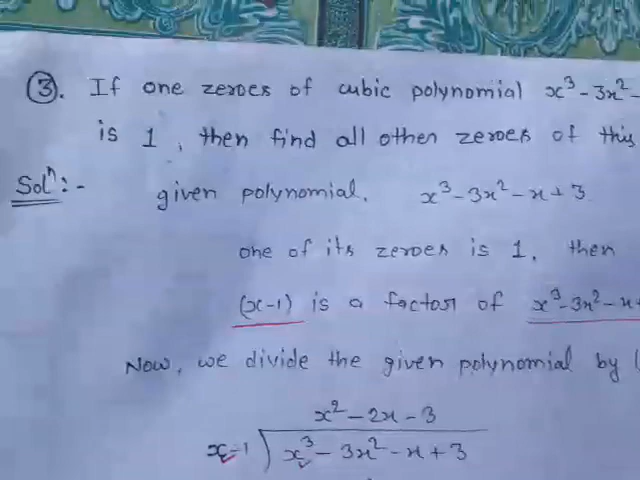 ③. If one zeroes of cubic polynomial x³-3x²-
is 1, then find all other zeroes of this
Solⁿ:- given polynomial. x³-3x²-x+3
one of its zeroes is 1. then
(x-1) is a factor of x³-3x²-x+
Now, we divide the given polynomial by (
x²-2x-3
x-1 ) x³-3x²-x+3